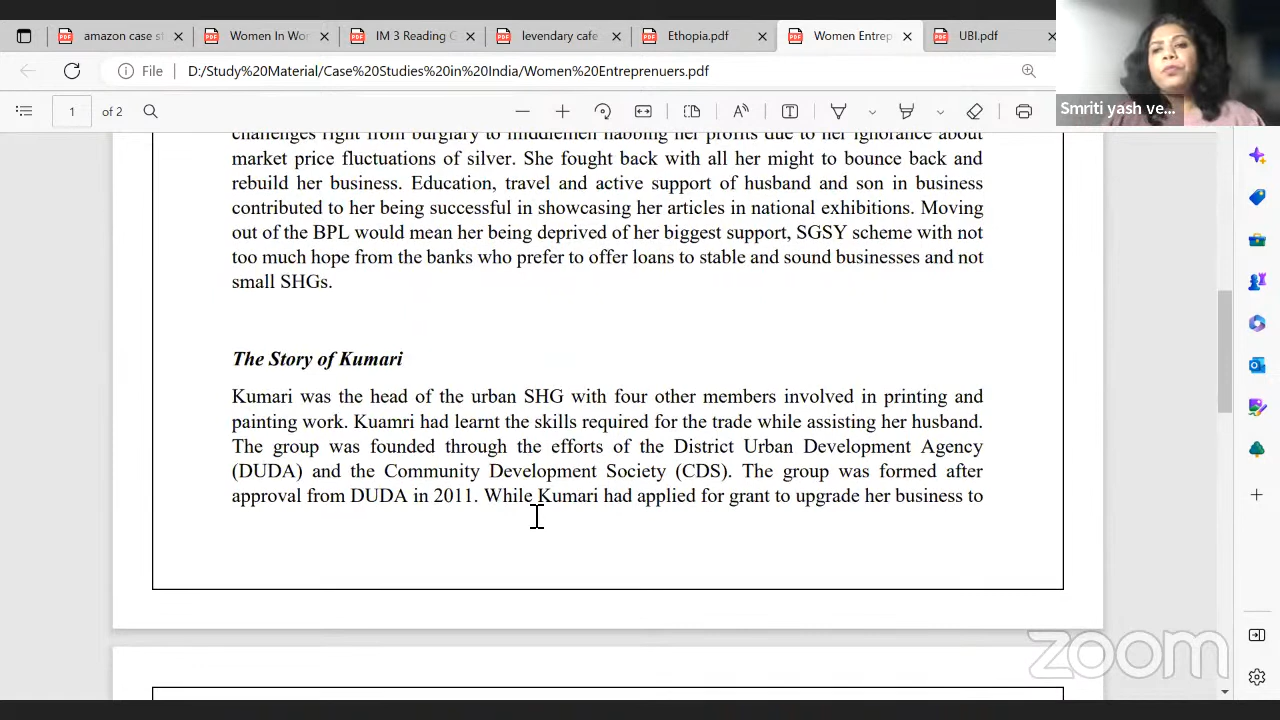 amazon case s
Women In Wo
IM 3 Reading G
levendary cafe
Ethopia.pdf
Women Entrep
UBI.pdf
File
D:/Study%20Material/Case%20Studies%20in%20India/Women%20Entreprenuers.pdf
1 of 2
Smriti yash ve...
challenges right from burglary to middlemen nabbing her profits due to her ignorance about
market price fluctuations of silver. She fought back with all her might to bounce back and
rebuild her business. Education, travel and active support of husband and son in business
contributed to her being successful in showcasing her articles in national exhibitions. Moving
out of the BPL would mean her being deprived of her biggest support, SGSY scheme with not
too much hope from the banks who prefer to offer loans to stable and sound businesses and not
small SHGs.
The Story of Kumari
Kumari was the head of the urban SHG with four other members involved in printing and
painting work. Kuamri had learnt the skills required for the trade while assisting her husband.
The group was founded through the efforts of the District Urban Development Agency
(DUDA) and the Community Development Society (CDS). The group was formed after
approval from DUDA in 2011. While Kumari had applied for grant to upgrade her business to
zoom